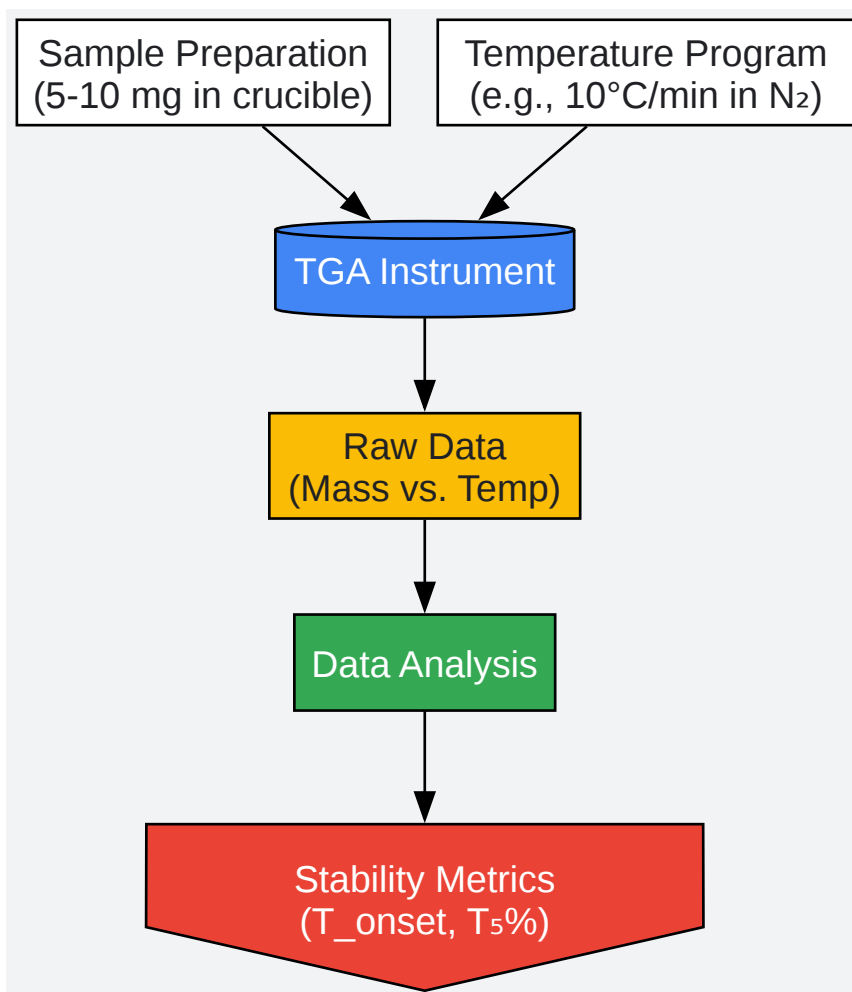 Sample Preparation
(5-10 mg in crucible)
Temperature Program
(e.g., 10°C/min in N₂)
TGA Instrument
Raw Data
(Mass vs. Temp)
Data Analysis
Stability Metrics
(T_onset, T₅%)